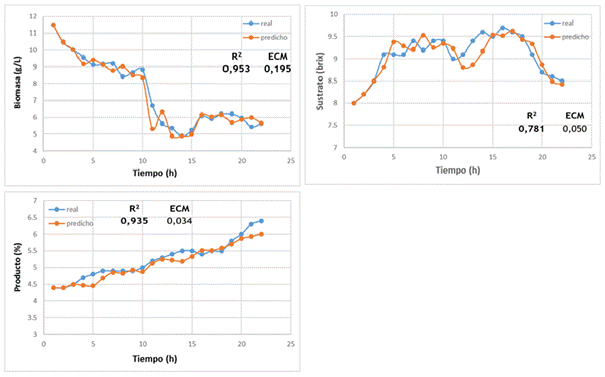 12
11
10
9
8
7
6
5
4
Biomasa (g/L)
real
predicho
R² ECM
0,953 0,195
0 5 10 15 20 25
Tiempo (h)
10
9.5
9
8.5
8
7.5
7
Sustrato (brix)
real
predicho
R² ECM
0,781 0,050
0 5 10 15 20 25
Tiempo (h)
7
6.5
6
5.5
5
4.5
4
3.5
3
Producto (%)
real
predicho
R² ECM
0,935 0,034
0 5 10 15 20 25
Tiempo (h)